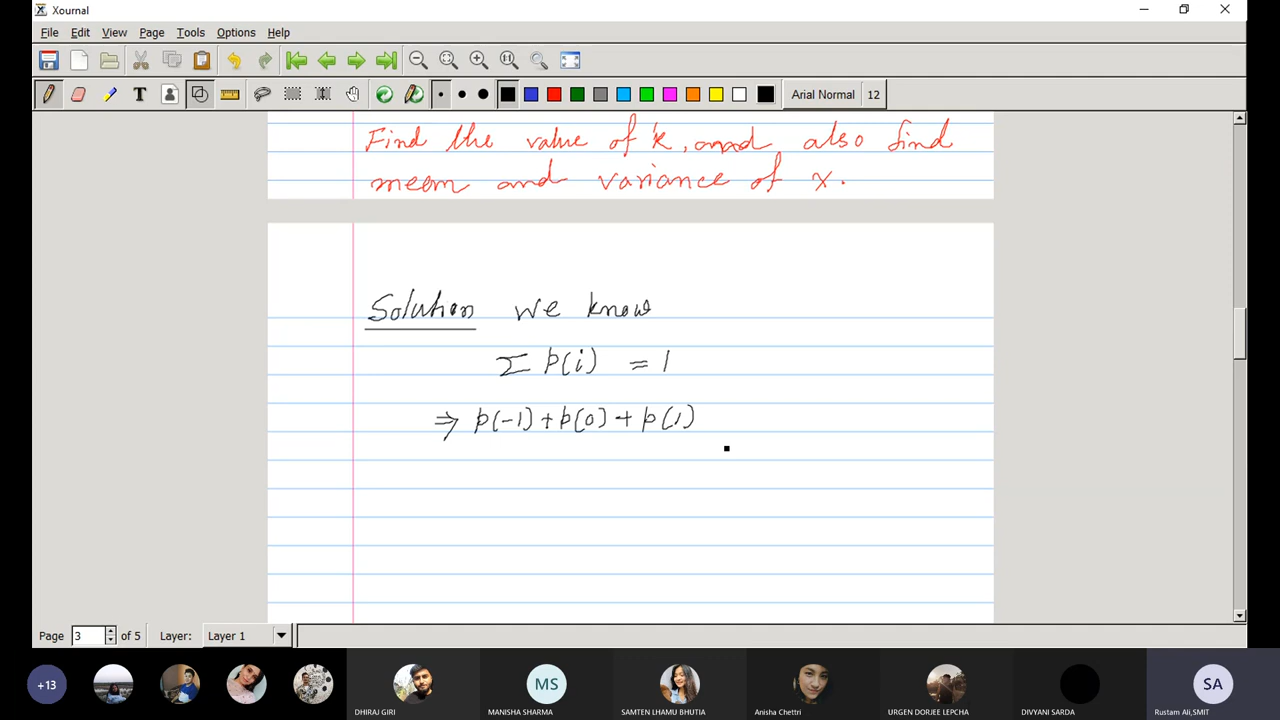 Xournal
File Edit View Page Tools Options Help
Arial Normal 12
Find the value of k, and also find
mean and variance of x.
Solution We know
Σ p(i) = 1
⇒ p(-1) + p(0) + p(1)
Page 3 of 5 Layer: Layer 1
+13 MS SA
DHIRAJ GIRI MANISHA SHARMA SAMTEN LHAMU BHUTIA Anisha Chettri URGEN DORJEE LEPCHA DIVYANI SARDA Rustam Ali,SMIT